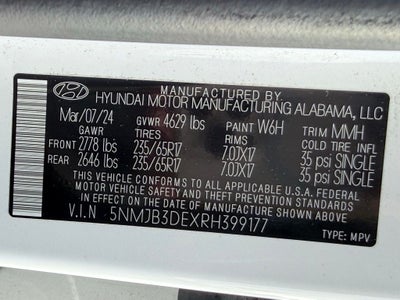 MANUFACTURED BY
HYUNDAI MOTOR MANUFACTURING ALABAMA, LLC
Mar/07/24 GVWR 4629 lbs PAINT W6H TRIM MMH
GAWR TIRES RIMS COLD TIRE INFL
FRONT 2778 lbs 235/65R17 7.0JX17 35 psi SINGLE
REAR 2646 lbs 235/65R17 7.0JX17 35 psi SINGLE
THIS VEHICLE CONFORMS TO ALL APPLICABLE U.S.A. FEDERAL
MOTOR VEHICLE SAFETY AND THEFT PREVENTION STANDARDS IN
EFFECT ON THE DATE OF MANUFACTURE SHOWN ABOVE.
V.I.N 5NMJB3DEXRH399177
TYPE: MPV